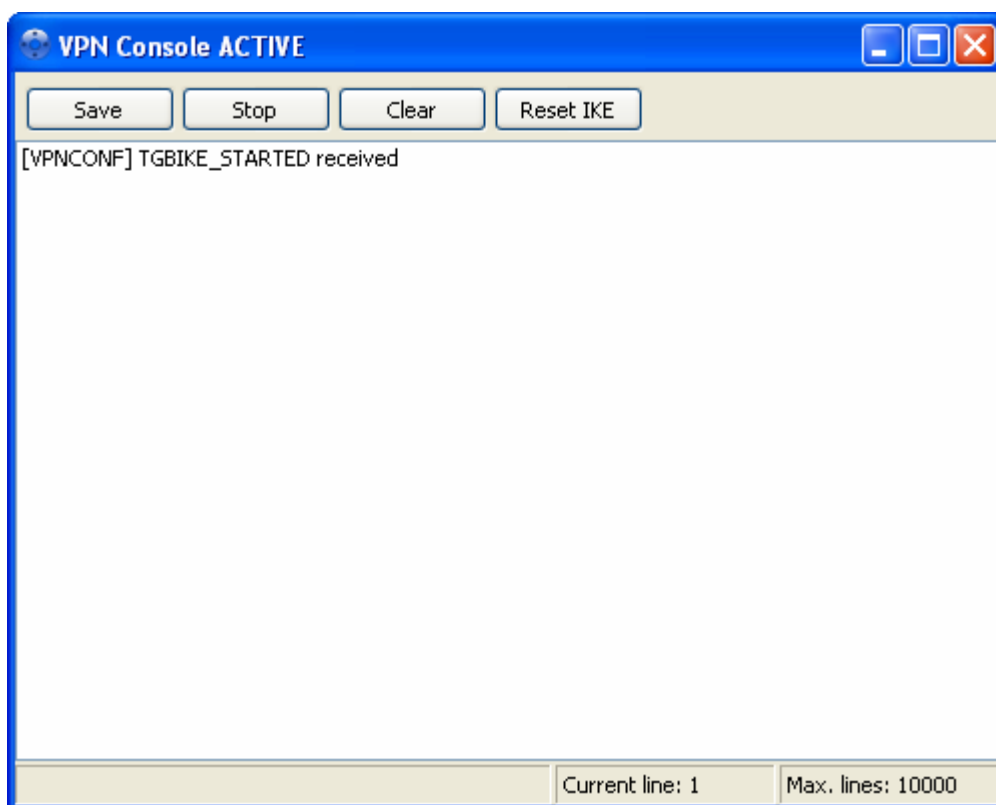 VPN Console ACTIVE
Save Stop Clear Reset IKE
[VPNCONF] TGBIKE_STARTED received
Current line: 1 Max. lines: 10000